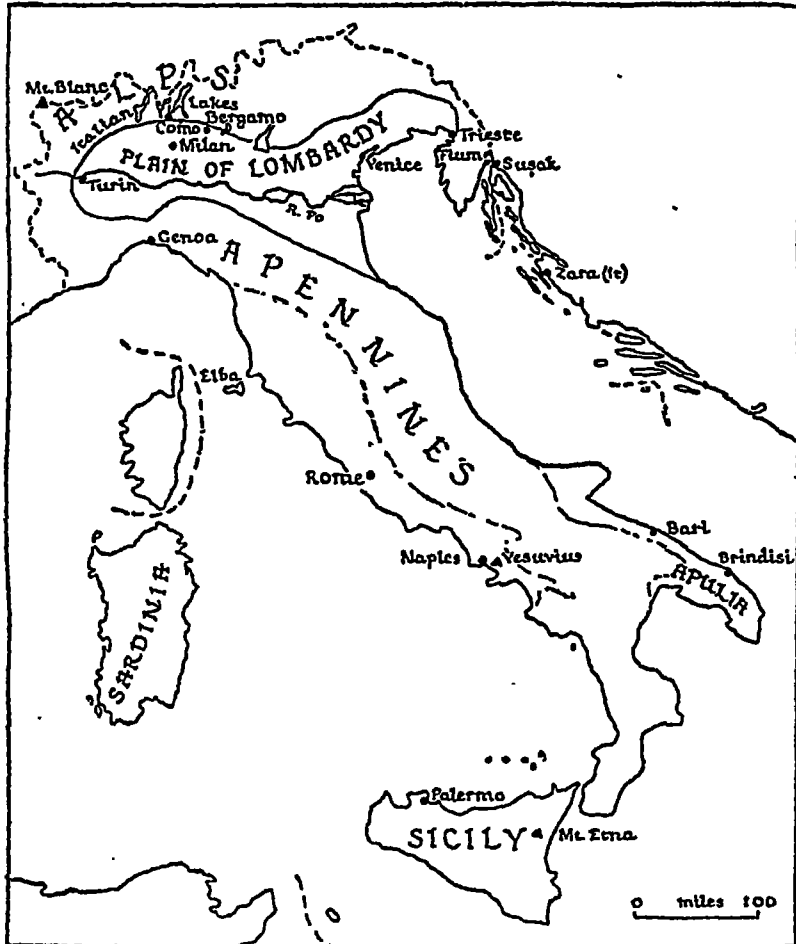 Mt. Blanc
ALPS
Italian Lakes
Bergamo
Como
Milan
PLAIN OF LOMBARDY
Venice
Trieste
Fiume
Susak
Turin
R. Po
Genoa
APENNINES
Zara (It)
Elba
Rome
Bari
Naples
Vesuvius
Brindisi
APULIA
SARDINIA
Palermo
SICILY
Mt. Etna
0 miles 100